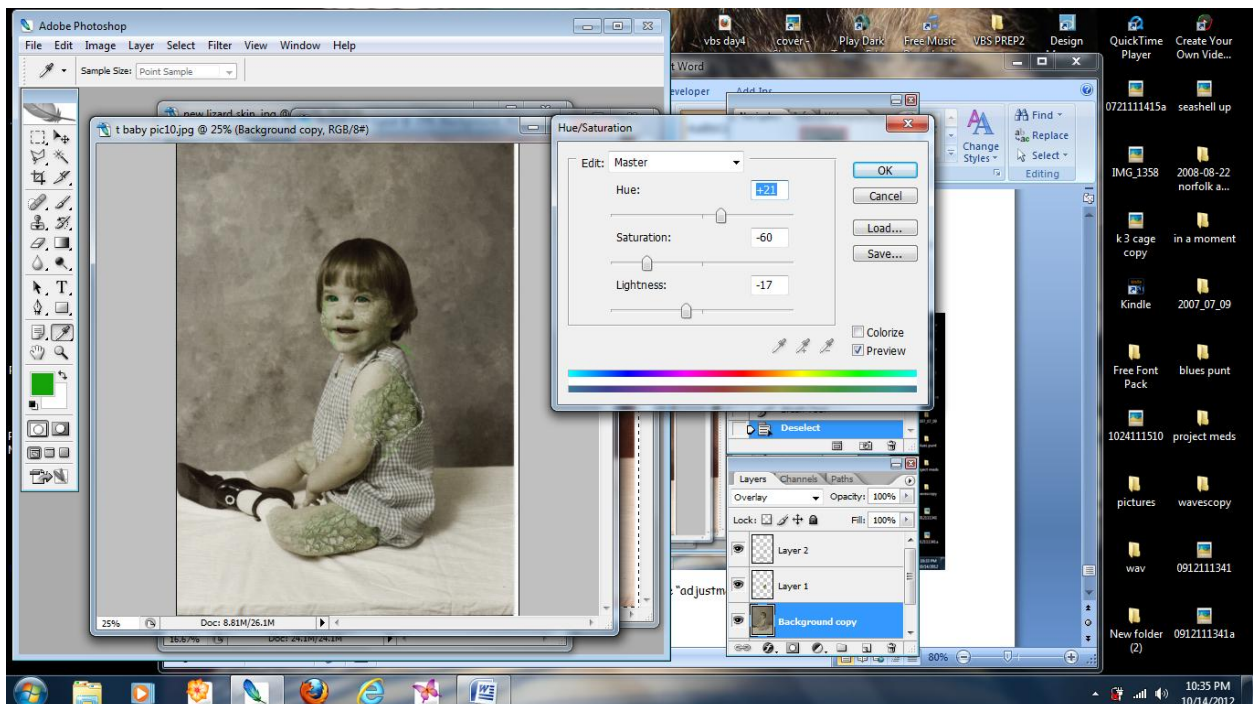 Adobe Photoshop
File Edit Image Layer Select Filter View Window Help
Sample Size: Point Sample
new lizard skin
t baby pic10.jpg @ 25% (Background copy, RGB/8#)
25% Doc: 8.81M/26.1M
16.67% Doc: 24.1M/24.1M
Hue/Saturation
Edit: Master
Hue: +21
Saturation: -60
Lightness: -17
OK
Cancel
Load...
Save...
Colorize
Preview
t Word
eveloper Add-Ins
Change
Styles
Find
Replace
Select
Editing
Deselect
Layers Channels Paths
Overlay Opacity: 100%
Lock: Fill: 100%
Layer 2
Layer 1
Background copy
"adjustm
80%
vbs day4
cover -
Play Dark
Free Music
VBS PREP2
Design
QuickTime
Player
Create Your
Own Vide...
0721111415a
seashell up
IMG_1358
2008-08-22
norfolk a...
k 3 cage
copy
in a moment
Kindle
2007_07_09
Free Font
Pack
blues punt
1024111510
project meds
pictures
wavescopy
wav
0912111341
New folder
(2)
0912111341a
10:35 PM
10/14/2012